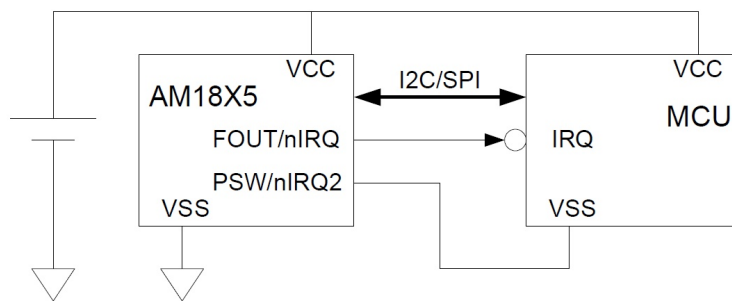 VCC
VCC
AM18X5
I2C/SPI
MCU
FOUT/nIRQ
IRQ
PSW/nIRQ2
VSS
VSS